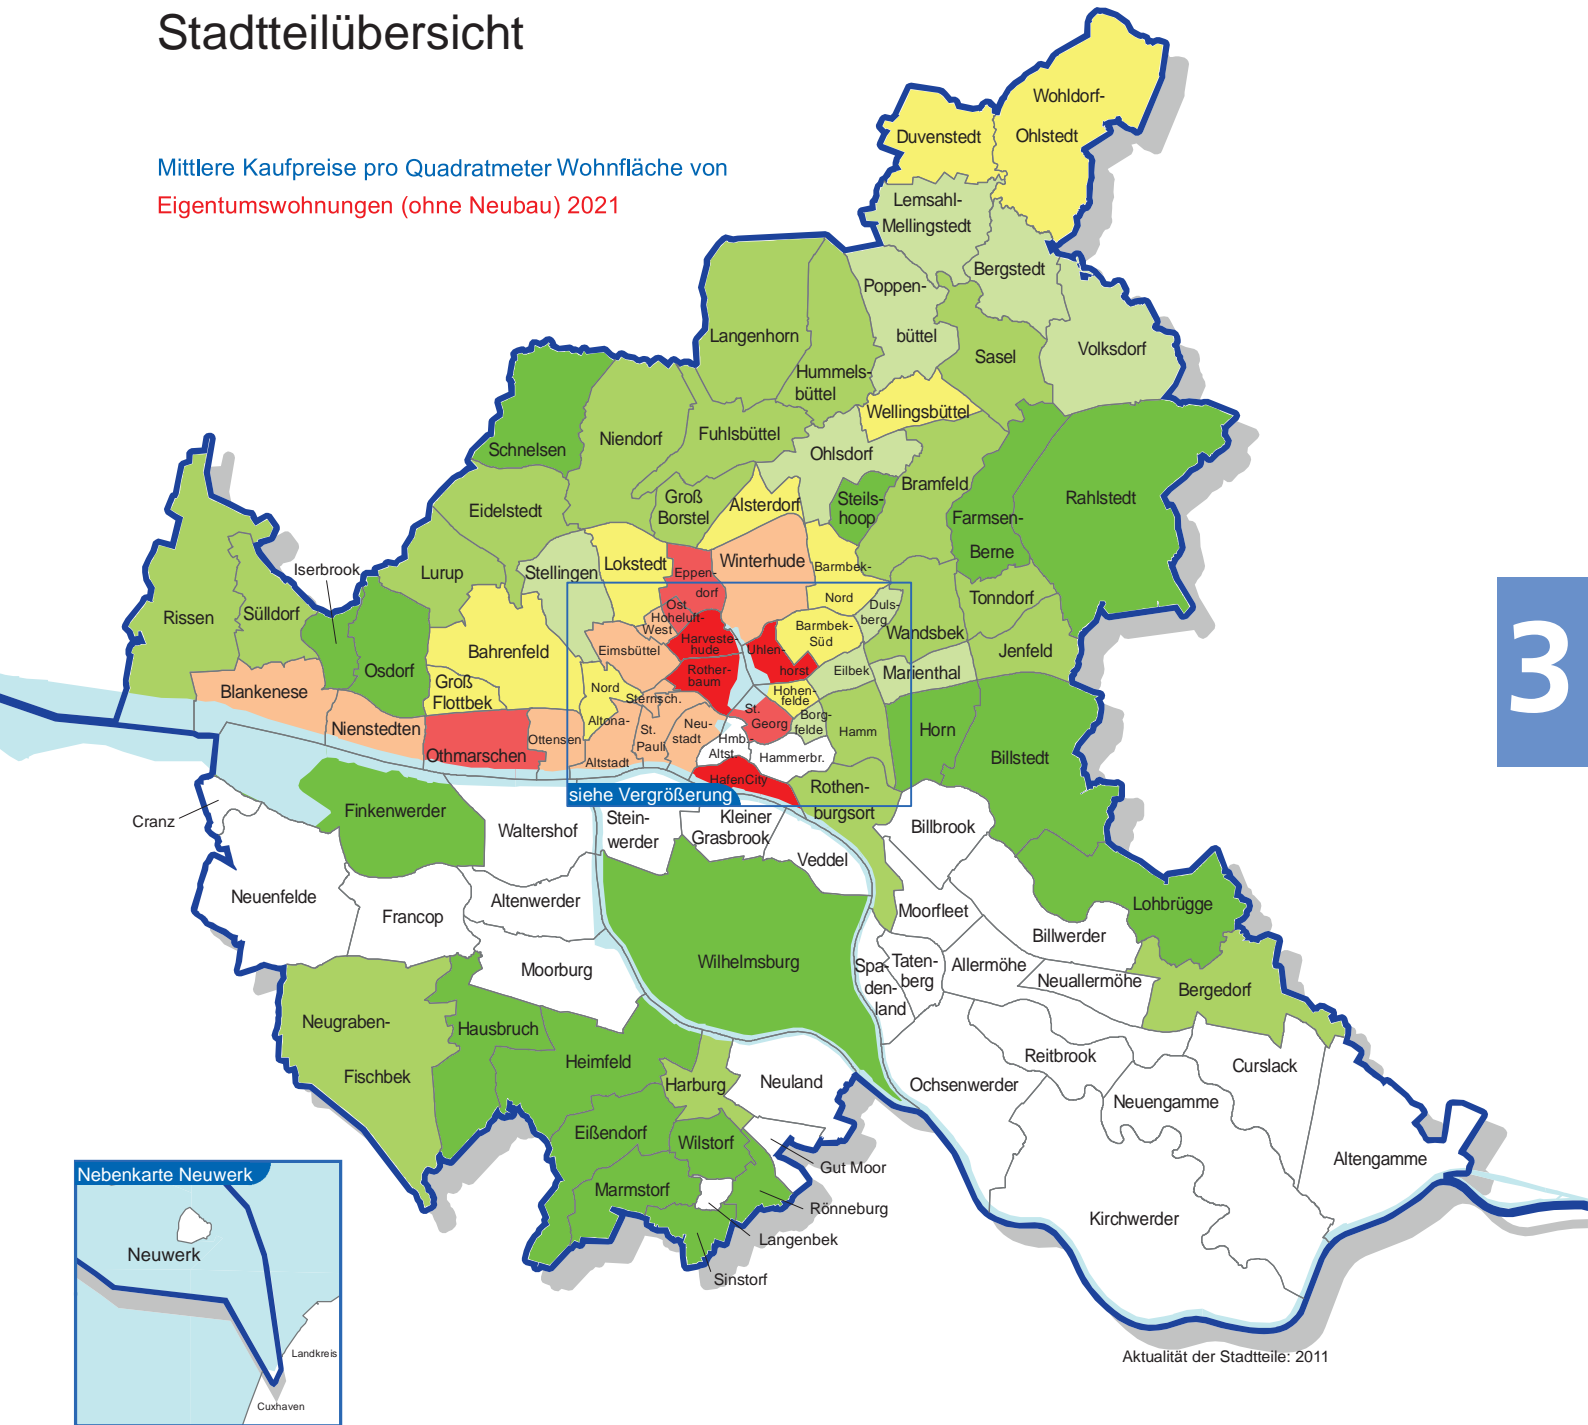 Stadtteilübersicht
Mittlere Kaufpreise pro Quadratmeter Wohnfläche von
Eigentumswohnungen (ohne Neubau) 2021
Wohldorf-
Ohlstedt
Duvenstedt
Lemsahl-
Mellingstedt
Bergstedt
Poppen-
büttel
Volksdorf
Sasel
Langenhorn
Hummels-
büttel
Wellingsbüttel
Schnelsen
Niendorf
Fuhlsbüttel
Ohlsdorf
Bramfeld
Rahlstedt
Farmsen-
Berne
Steils-
hoop
Groß
Borstel
Alsterdorf
Eidelstedt
Lokstedt
Winterhude
Barmbek-
Nord
Eppen-
dorf
Stellingen
Lurup
Iserbrook
Rissen
Sülldorf
Osdorf
Bahrenfeld
Groß
Flottbek
Blankenese
Nienstedten
Othmarschen
Ottensen
Ost
Hoheluft-
West
Eimsbüttel
Harveste-
hude
Rother-
baum
Uhlen-
horst
Barmbek-
Süd
Duls-
berg
Wandsbek
Tonndorf
Jenfeld
Eilbek
Marienthal
Hohen-
felde
Nord
Altona-
Altstadt
Sternsch.
St.
Pauli
Neu-
stadt
St.
Georg
Borg-
felde
Hamm
Horn
Billstedt
Hmb.-
Altst.
Hammerbr.
HafenCity
Rothen-
burgsort
siehe Vergrößerung
Cranz
Finkenwerder
Waltershof
Stein-
werder
Kleiner
Grasbrook
Veddel
Billbrook
Neuenfelde
Francop
Altenwerder
Moorburg
Wilhelmsburg
Moorfleet
Billwerder
Lohbrügge
Spa-
den-
land
Taten-
berg
Allermöhe
Neuallermöhe
Bergedorf
Neugraben-
Fischbek
Hausbruch
Heimfeld
Harburg
Neuland
Ochsenwerder
Reitbrook
Curslack
Neuengamme
Altengamme
Kirchwerder
Eißendorf
Wilstorf
Gut Moor
Marmstorf
Rönneburg
Langenbek
Sinstorf
Nebenkarte Neuwerk
Neuwerk
Landkreis
Cuxhaven
Aktualität der Stadtteile: 2011
3